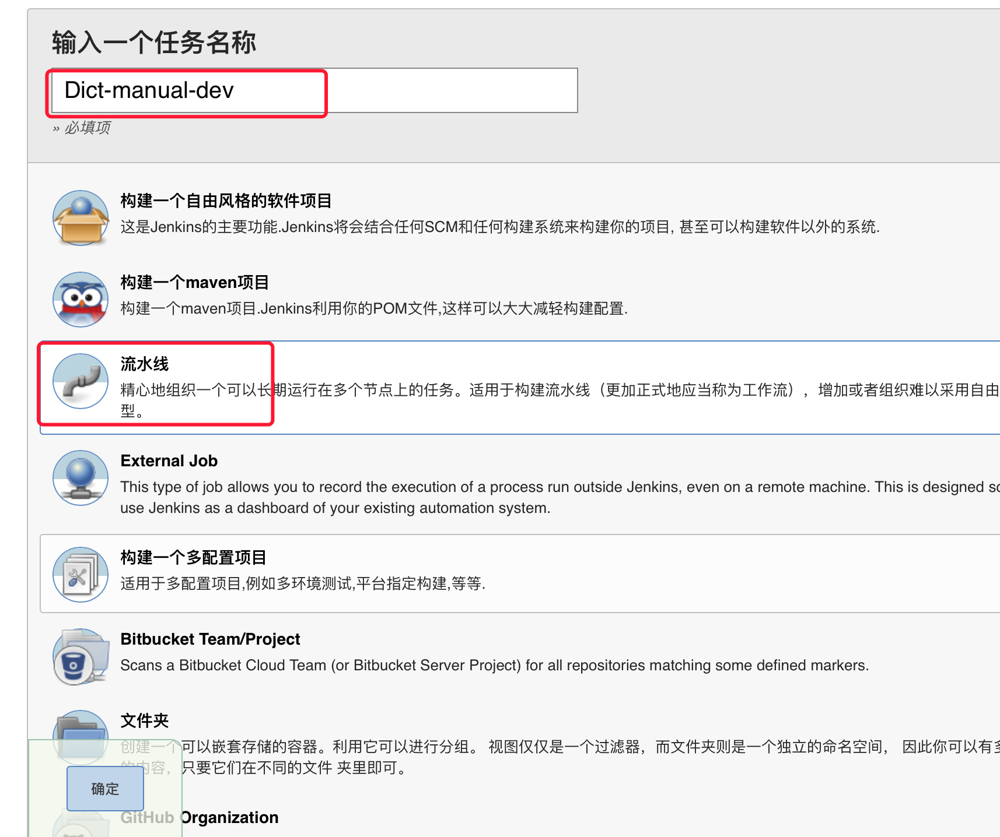 输入一个任务名称
Dict-manual-dev
» 必填项
构建一个自由风格的软件项目
这是Jenkins的主要功能.Jenkins将会结合任何SCM和任何构建系统来构建你的项目, 甚至可以构建软件以外的系统.
构建一个maven项目
构建一个maven项目.Jenkins利用你的POM文件,这样可以大大减轻构建配置.
流水线
精心地组织一个可以长期运行在多个节点上的任务。适用于构建流水线（更加正式地应当称为工作流），增加或者组织难以采用自由
型。
External Job
This type of job allows you to record the execution of a process run outside Jenkins, even on a remote machine. This is designed so
use Jenkins as a dashboard of your existing automation system.
构建一个多配置项目
适用于多配置项目,例如多环境测试,平台指定构建,等等.
Bitbucket Team/Project
Scans a Bitbucket Cloud Team (or Bitbucket Server Project) for all repositories matching some defined markers.
文件夹
创建一个可以嵌套存储的容器。利用它可以进行分组。 视图仅仅是一个过滤器，而文件夹则是一个独立的命名空间， 因此你可以有多
的内容，只要它们在不同的文件 夹里即可。
确定
GitHub Organization